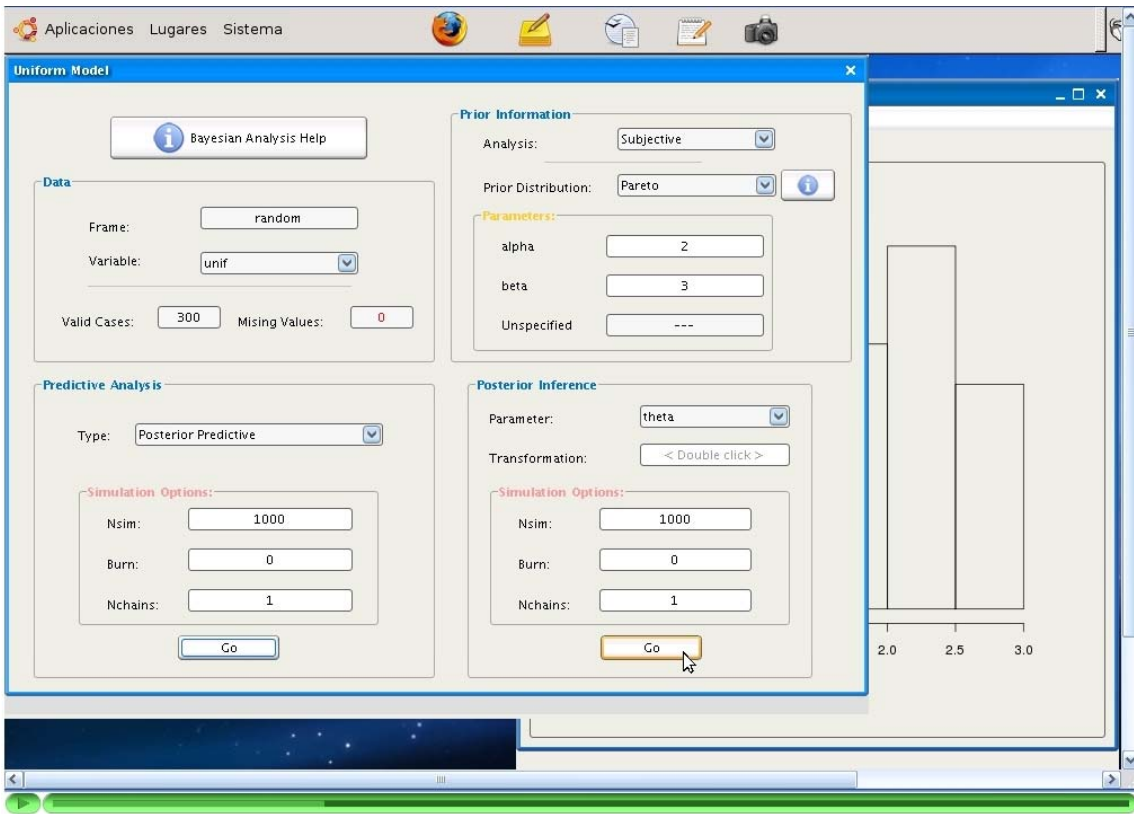 Aplicaciones Lugares Sistema
Uniform Model
Bayesian Analysis Help
Data
Frame: random
Variable: unif
Valid Cases: 300 Mising Values: 0
Prior Information
Analysis: Subjective
Prior Distribution: Pareto
Parameters:
alpha 2
beta 3
Unspecified ---
Predictive Analysis
Type: Posterior Predictive
Simulation Options:
Nsim: 1000
Burn: 0
Nchains: 1
Go
Posterior Inference
Parameter: theta
Transformation: < Double click >
Simulation Options:
Nsim: 1000
Burn: 0
Nchains: 1
Go
2.0 2.5 3.0